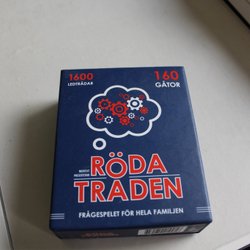 1600
LEDTRÅDAR
160
GÅTOR
RÖDA
TRÅDEN
FRÅGESPELET FÖR HELA FAMILJEN